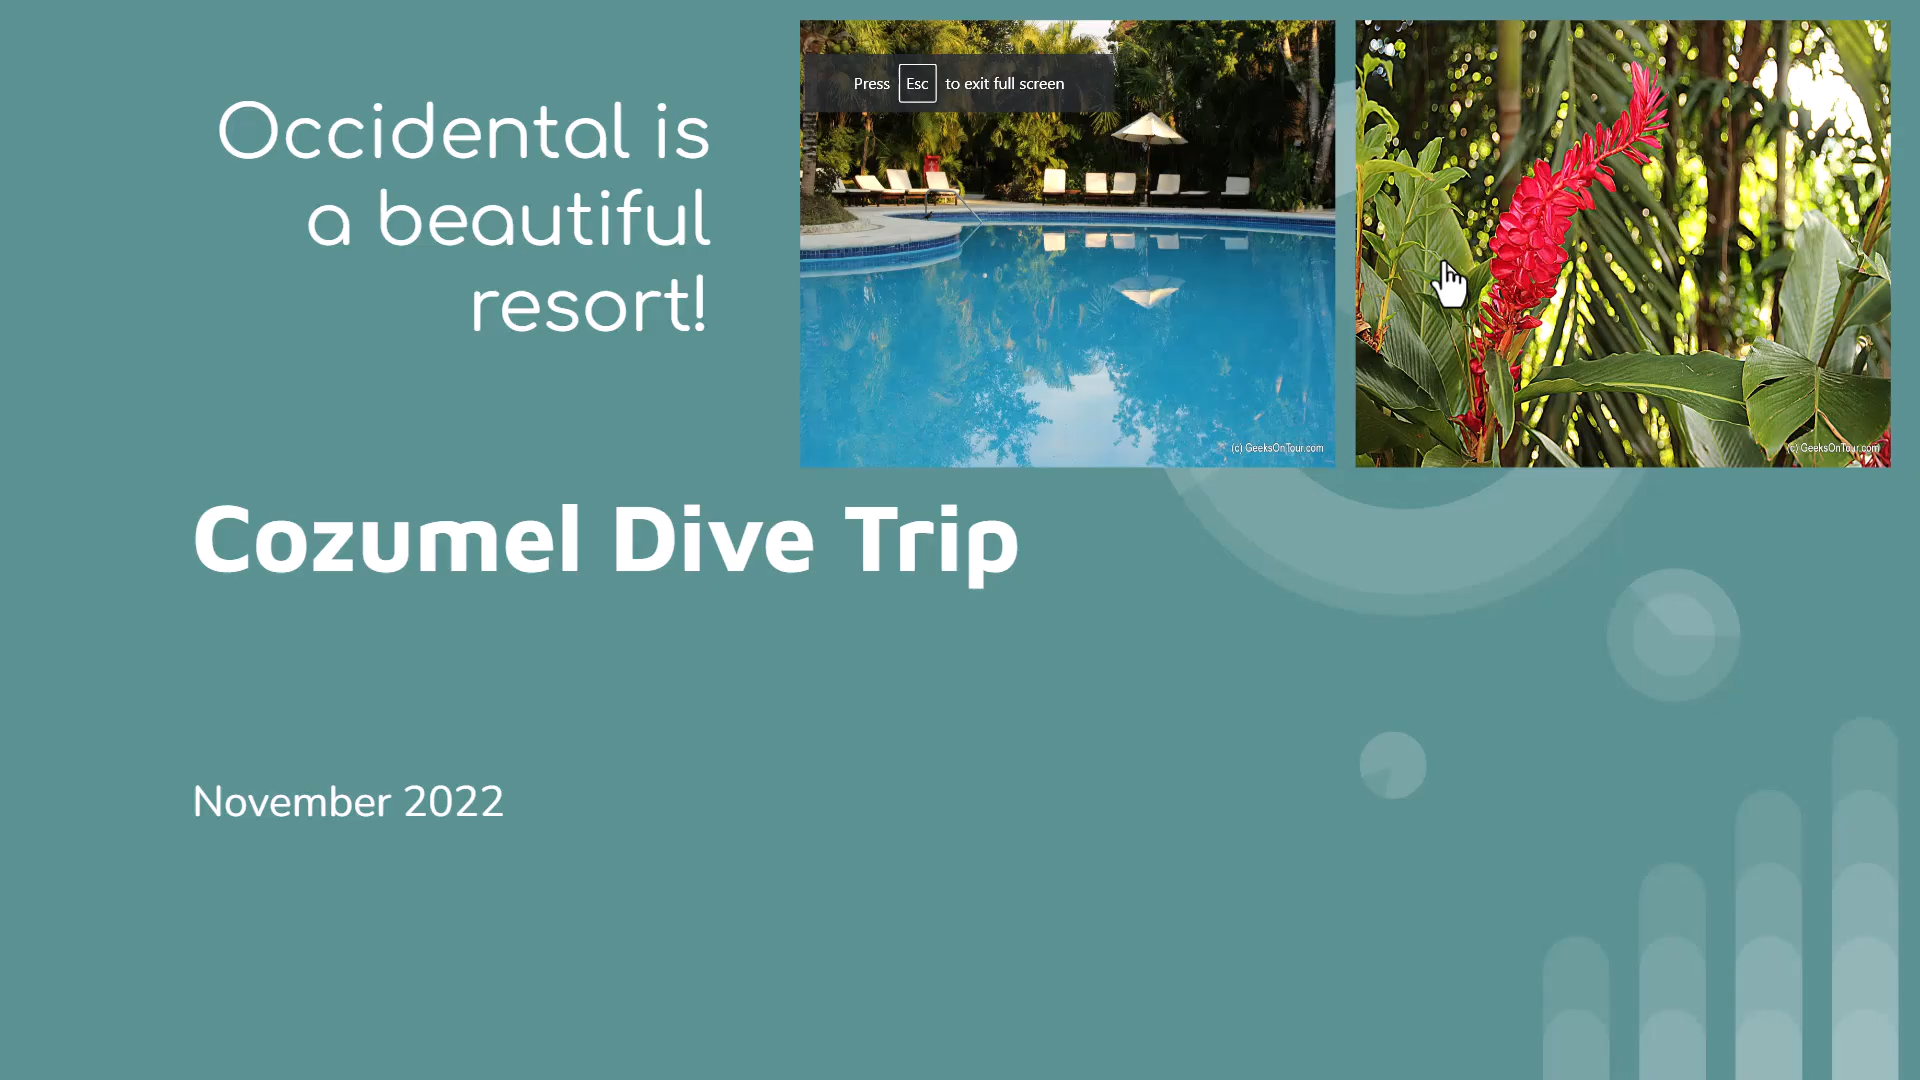 Occidental is
a beautiful
resort!
Press Esc to exit full screen
(c) GeeksOnTour.com
(c) GeeksOnTour.com
Cozumel Dive Trip
November 2022